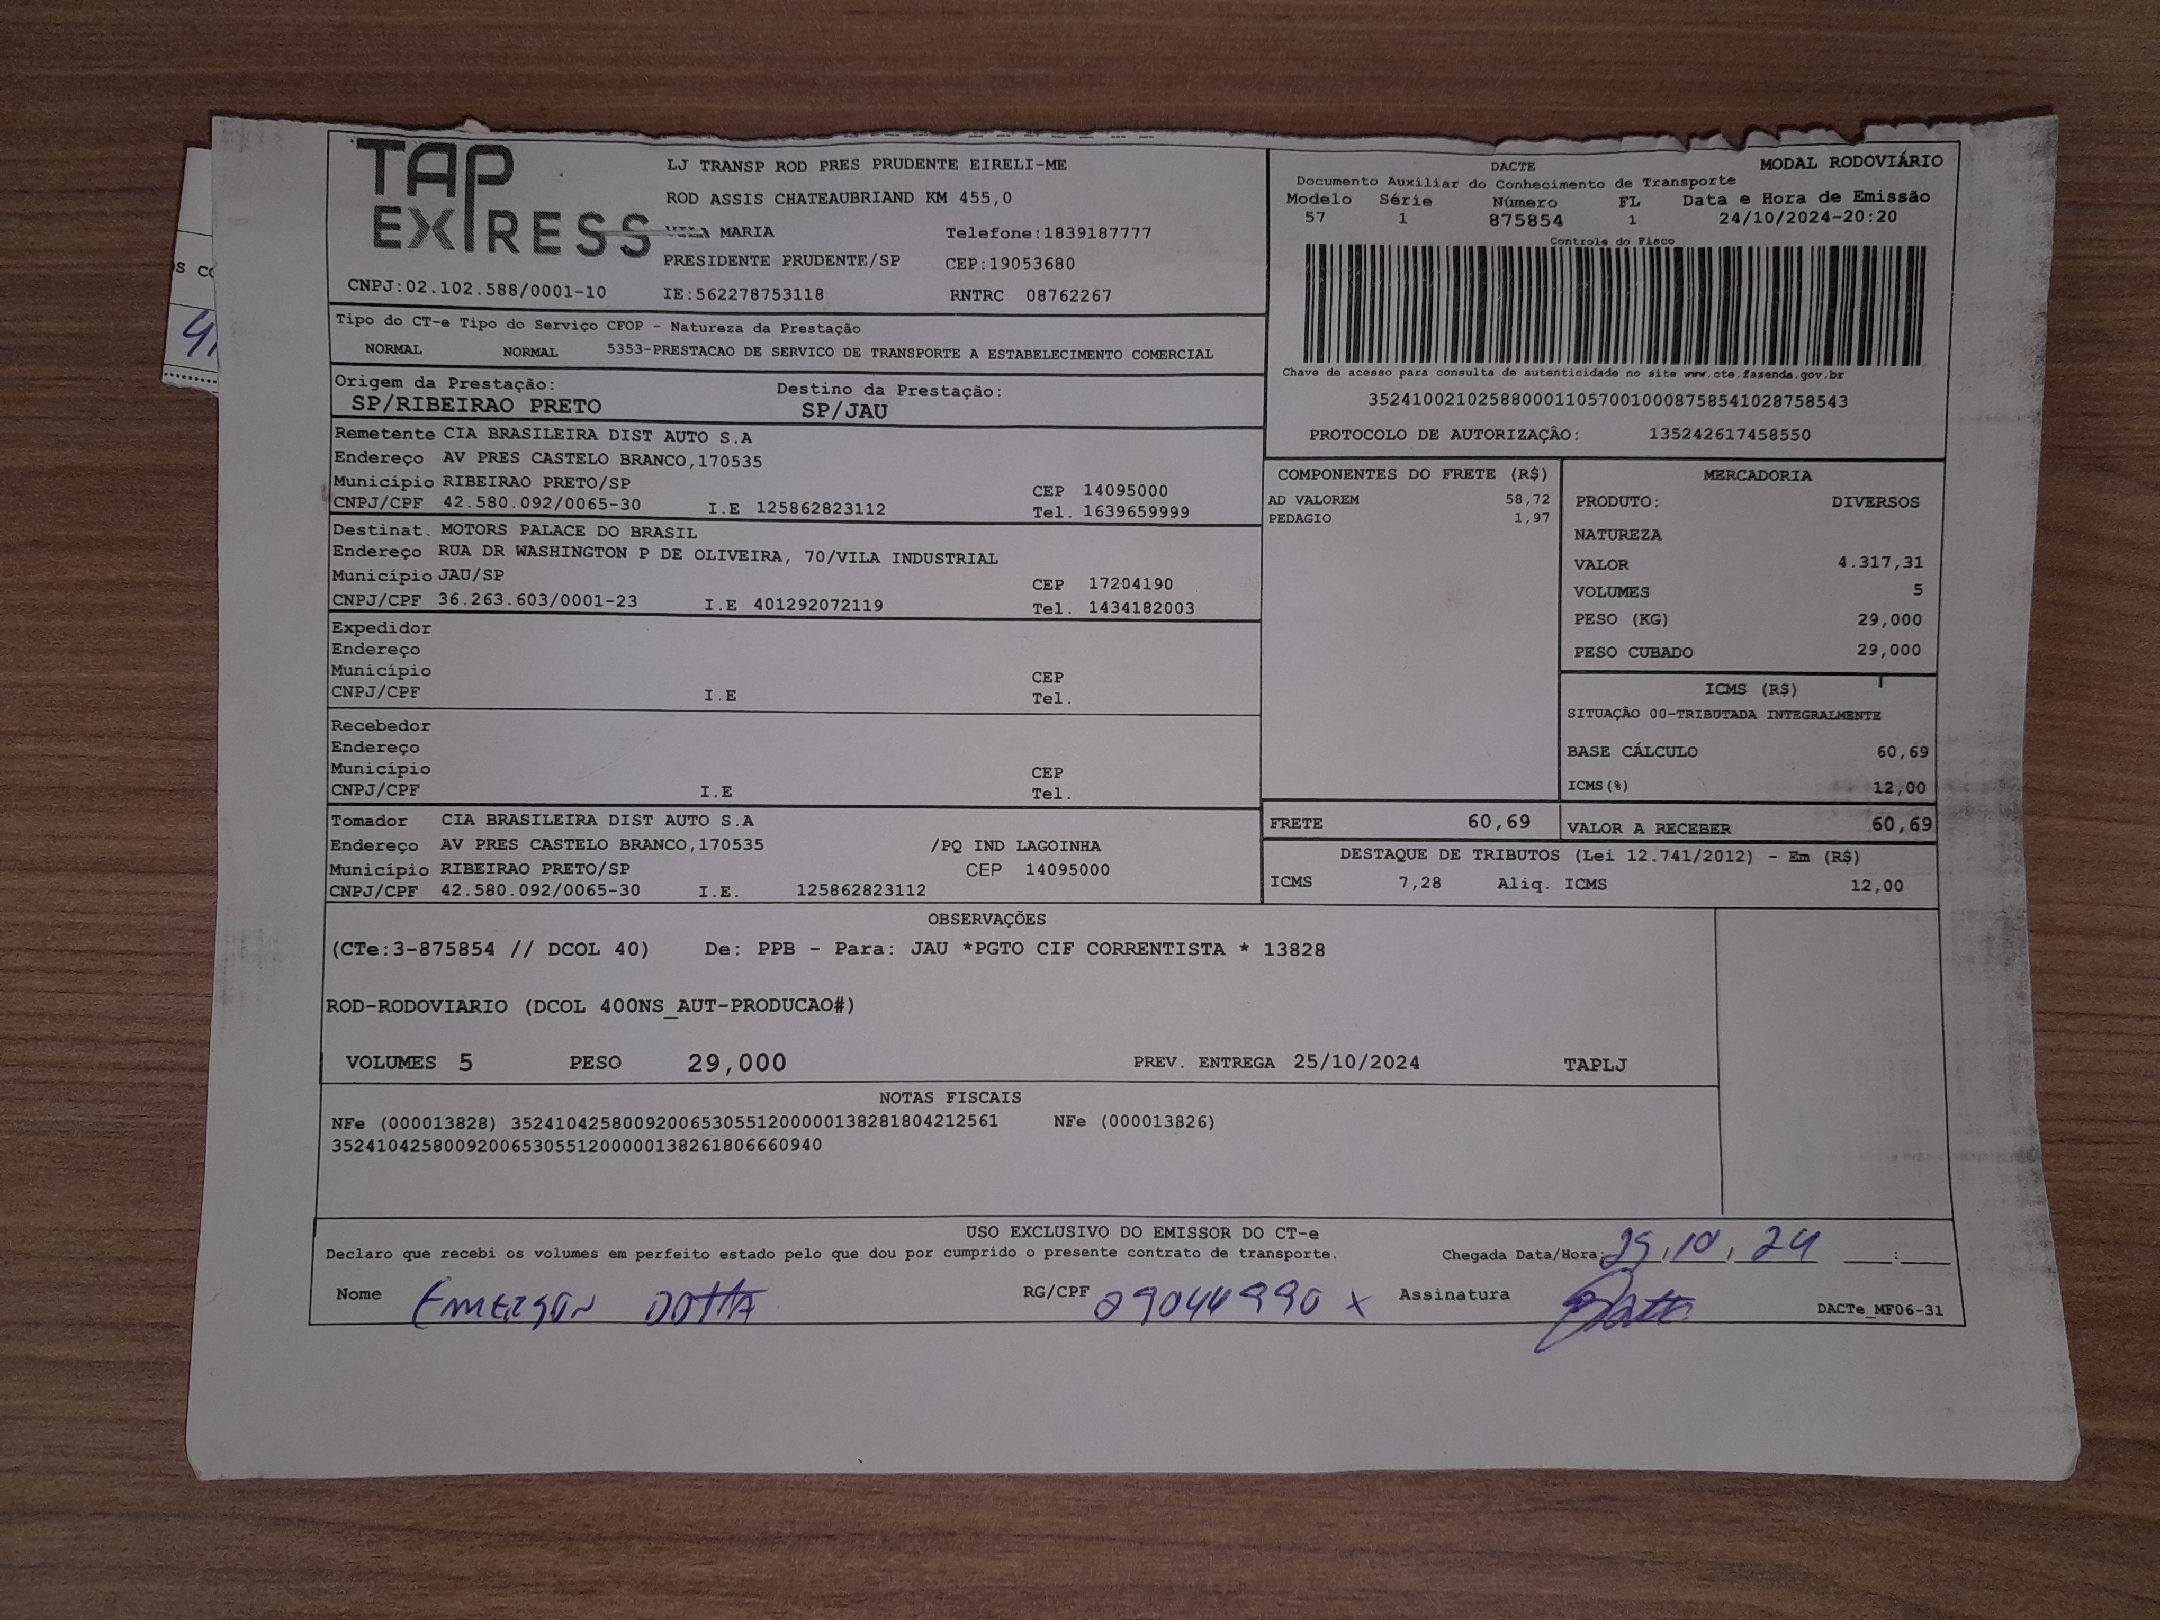 TAP
EXPRESS
CNPJ:02.102.588/0001-10
LJ TRANSP ROD PRES PRUDENTE EIRELI-ME
ROD ASSIS CHATEAUBRIAND KM 455,0
MARIA Telefone:1839187777
PRESIDENTE PRUDENTE/SP CEP:19053680
IE:562278753118 RNTRC 08762267
DACTE MODAL RODOVIÁRIO
Documento Auxiliar do Conhecimento de Transporte
Modelo Série Número FL Data e Hora de Emissão
57 1 875854 1 24/10/2024-20:20
Controle do Fisco
Chave de acesso para consulta de autenticidade no site www.cte.fazenda.gov.br
35241002102588000110570010008758541028758543
PROTOCOLO DE AUTORIZAÇÃO: 135242617458550
Tipo do CT-e Tipo do Serviço CFOP - Natureza da Prestação
NORMAL NORMAL 5353-PRESTACAO DE SERVICO DE TRANSPORTE A ESTABELECIMENTO COMERCIAL
Origem da Prestação: Destino da Prestação:
SP/RIBEIRAO PRETO SP/JAU
Remetente CIA BRASILEIRA DIST AUTO S.A
Endereço AV PRES CASTELO BRANCO,170535
Município RIBEIRAO PRETO/SP CEP 14095000
CNPJ/CPF 42.580.092/0065-30 I.E 125862823112 Tel. 1639659999
Destinat. MOTORS PALACE DO BRASIL
Endereço RUA DR WASHINGTON P DE OLIVEIRA, 70/VILA INDUSTRIAL
Município JAU/SP CEP 17204190
CNPJ/CPF 36.263.603/0001-23 I.E 401292072119 Tel. 1434182003
Expedidor
Endereço
Município CEP
CNPJ/CPF I.E Tel.
Recebedor
Endereço
Município CEP
CNPJ/CPF I.E Tel.
Tomador CIA BRASILEIRA DIST AUTO S.A
Endereço AV PRES CASTELO BRANCO,170535 /PQ IND LAGOINHA
Município RIBEIRAO PRETO/SP CEP 14095000
CNPJ/CPF 42.580.092/0065-30 I.E. 125862823112
COMPONENTES DO FRETE (R$)
AD VALOREM 58,72
PEDAGIO 1,97
MERCADORIA
PRODUTO: DIVERSOS
NATUREZA
VALOR 4.317,31
VOLUMES 5
PESO (KG) 29,000
PESO CUBADO 29,000
ICMS (R$)
SITUAÇÃO 00-TRIBUTADA INTEGRALMENTE
BASE CÁLCULO 60,69
ICMS(%) 12,00
FRETE 60,69 VALOR A RECEBER 60,69
DESTAQUE DE TRIBUTOS (Lei 12.741/2012) - Em (R$)
ICMS 7,28 Aliq. ICMS 12,00
OBSERVAÇÕES
(CTe:3-875854 // DCOL 40) De: PPB - Para: JAU *PGTO CIF CORRENTISTA * 13828
ROD-RODOVIARIO (DCOL 400NS_AUT-PRODUCAO#)
VOLUMES 5 PESO 29,000 PREV. ENTREGA 25/10/2024 TAPLJ
NOTAS FISCAIS
NFe (000013828) 35241042580092006530551200000138281804212561 NFe (000013826)
35241042580092006530551200000138261806660940
USO EXCLUSIVO DO EMISSOR DO CT-e
Declaro que recebi os volumes em perfeito estado pelo que dou por cumprido o presente contrato de transporte. Chegada Data/Hora: 25,10,24 :
Nome EMERSON DOTTA RG/CPF 29044990 X Assinatura
DACTe_MF06-31